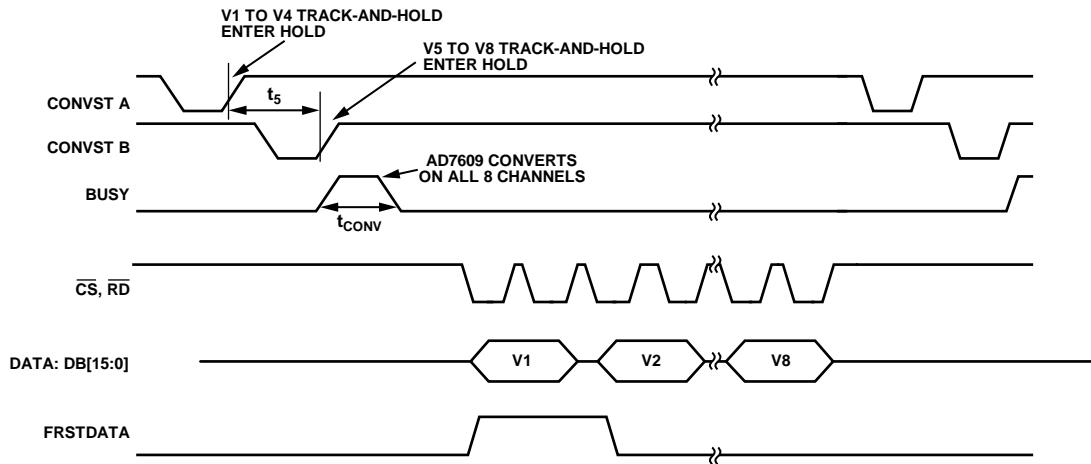 V1 TO V4 TRACK-AND-HOLD
ENTER HOLD
V5 TO V8 TRACK-AND-HOLD
ENTER HOLD
CONVST A
t5
CONVST B
AD7609 CONVERTS
ON ALL 8 CHANNELS
BUSY
tCONV
CS, RD
DATA: DB[15:0]
V1
V2
V8
FRSTDATA